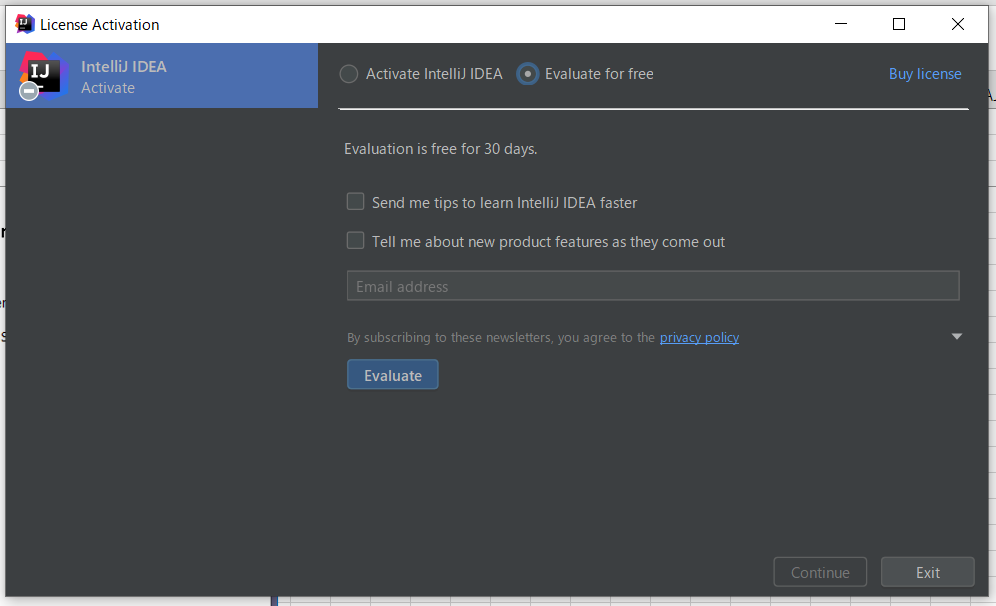 License Activation
IJ
IntelliJ IDEA
Activate
Activate IntelliJ IDEA
Evaluate for free
Buy license
Evaluation is free for 30 days.
Send me tips to learn IntelliJ IDEA faster
Tell me about new product features as they come out
Email address
By subscribing to these newsletters, you agree to the privacy policy
Evaluate
Continue
Exit